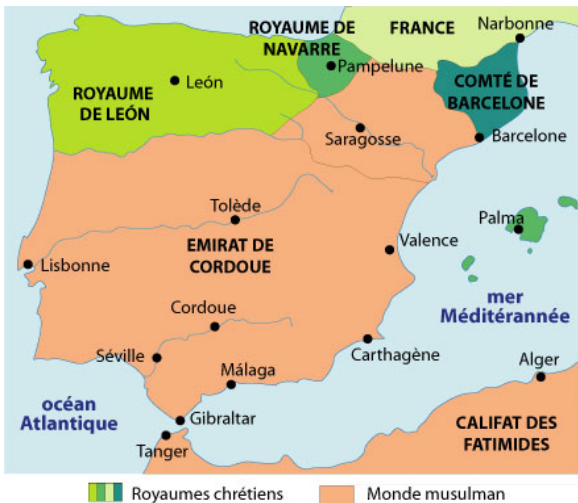 ROYAUME DE
NAVARRE
FRANCE
Narbonne
Pampelune
León
ROYAUME
DE LEÓN
COMTÉ DE
BARCELONE
Saragosse
Barcelone
Tolède
Palma
EMIRAT DE
CORDOUE
Valence
Lisbonne
mer
Méditérannée
Cordoue
Séville
Carthagène
Málaga
Alger
océan
Atlantique
Gibraltar
Tanger
CALIFAT DES
FATIMIDES
Royaumes chrétiens
Monde musulman